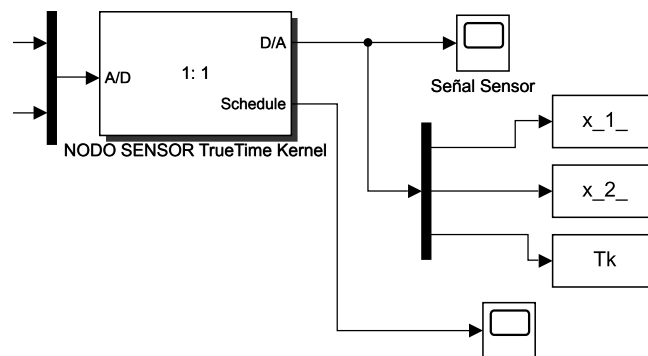 D/A
A/D
1: 1
Schedule
NODO SENSOR TrueTime Kernel
Señal Sensor
x_1_
x_2_
Tk